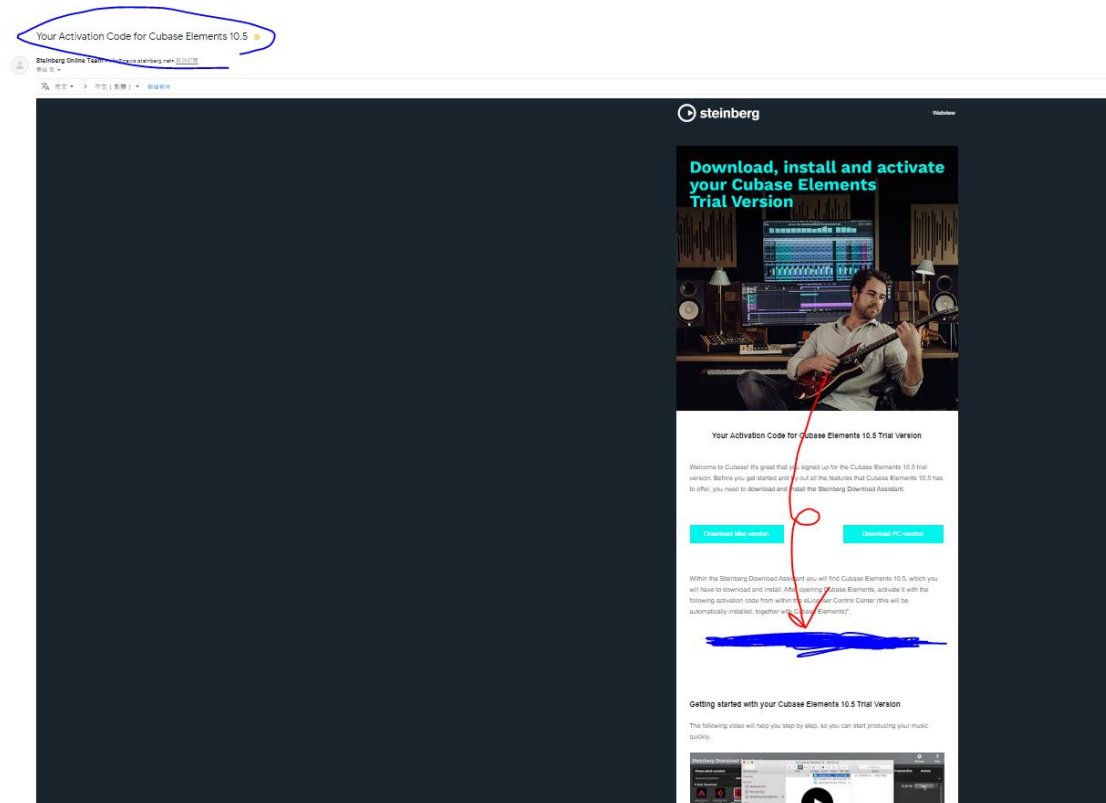 Your Activation Code for Cubase Elements 10.5
Steinberg Online Team
英文 > 中文 (繁體)
steinberg
Webview
Download, install and activate
your Cubase Elements
Trial Version
Your Activation Code for Cubase Elements 10.5 Trial Version
Welcome to Cubase! It's great that you signed up for the Cubase Elements 10.5 trial
version. Before you get started and try out all the features that Cubase Elements 10.5 has
to offer, you need to download and install the Steinberg Download Assistant:
Download Mac version
Download PC version
Within the Steinberg Download Assistant you will find Cubase Elements 10.5, which you
will have to download and install. After opening Cubase Elements, activate it with the
following activation code from within the eLicenser Control Center (this will be
automatically installed, together with Cubase Elements)*.
Getting started with your Cubase Elements 10.5 Trial Version
The following video will help you step by step, so you can start producing your music
quickly.